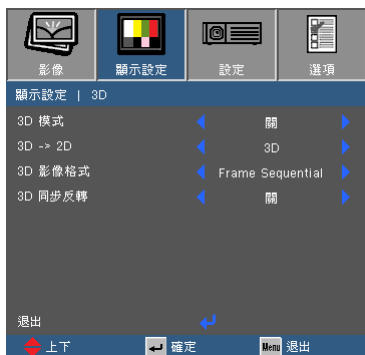 影像 顯示設定 設定 選項
顯示設定 | 3D
3D 模式 關
3D -> 2D 3D
3D 影像格式 Frame Sequential
3D 同步反轉 關
退出
上下 確定 Menu 退出